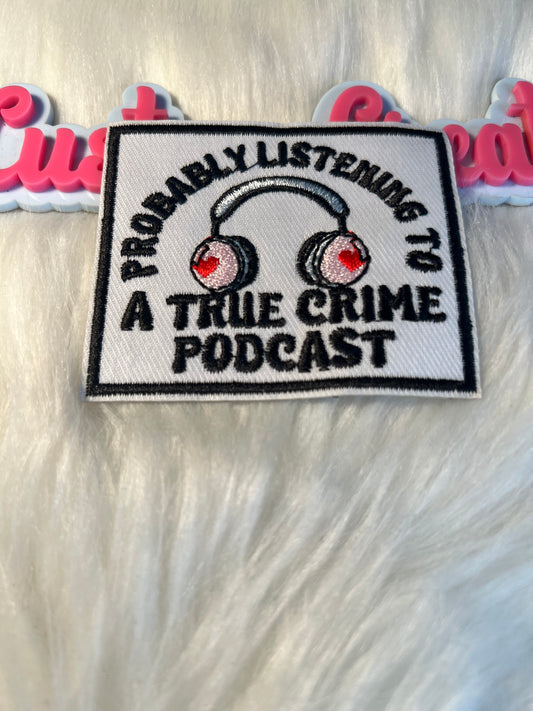 PROBABLY LISTENING TO
A TRUE CRIME
PODCAST